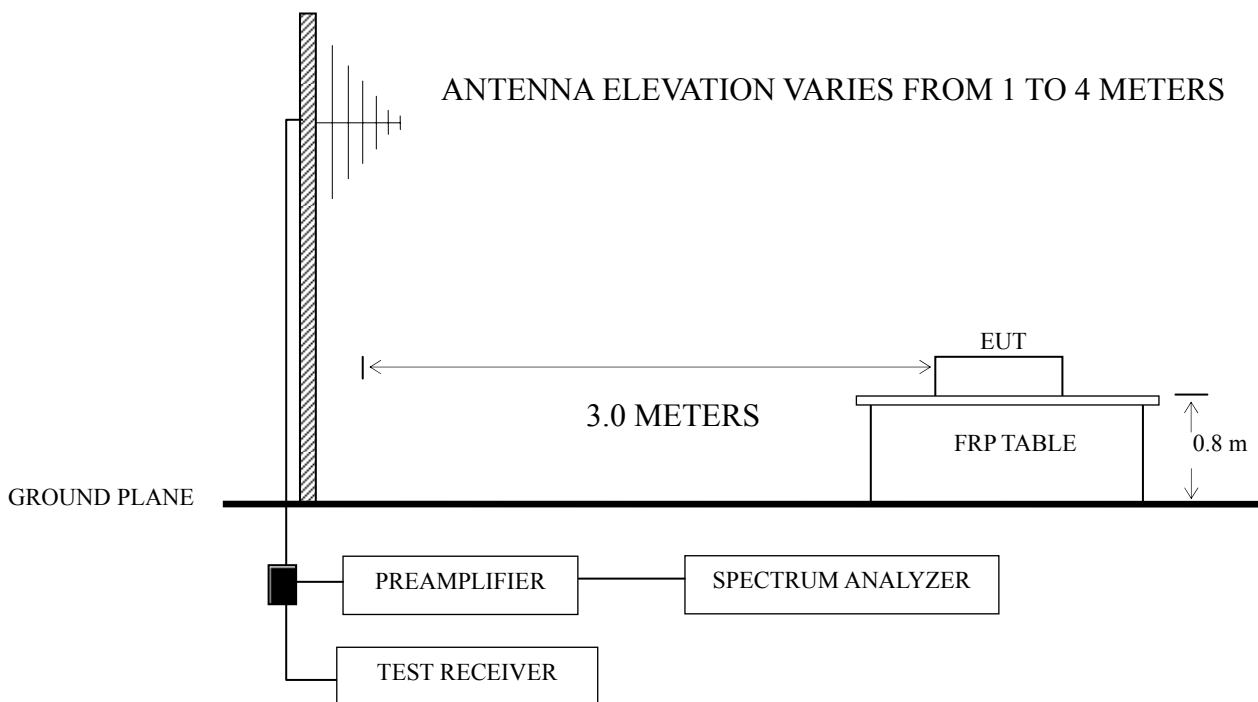 ANTENNA ELEVATION VARIES FROM 1 TO 4 METERS
EUT
3.0 METERS
FRP TABLE
0.8 m
GROUND PLANE
PREAMPLIFIER
SPECTRUM ANALYZER
TEST RECEIVER